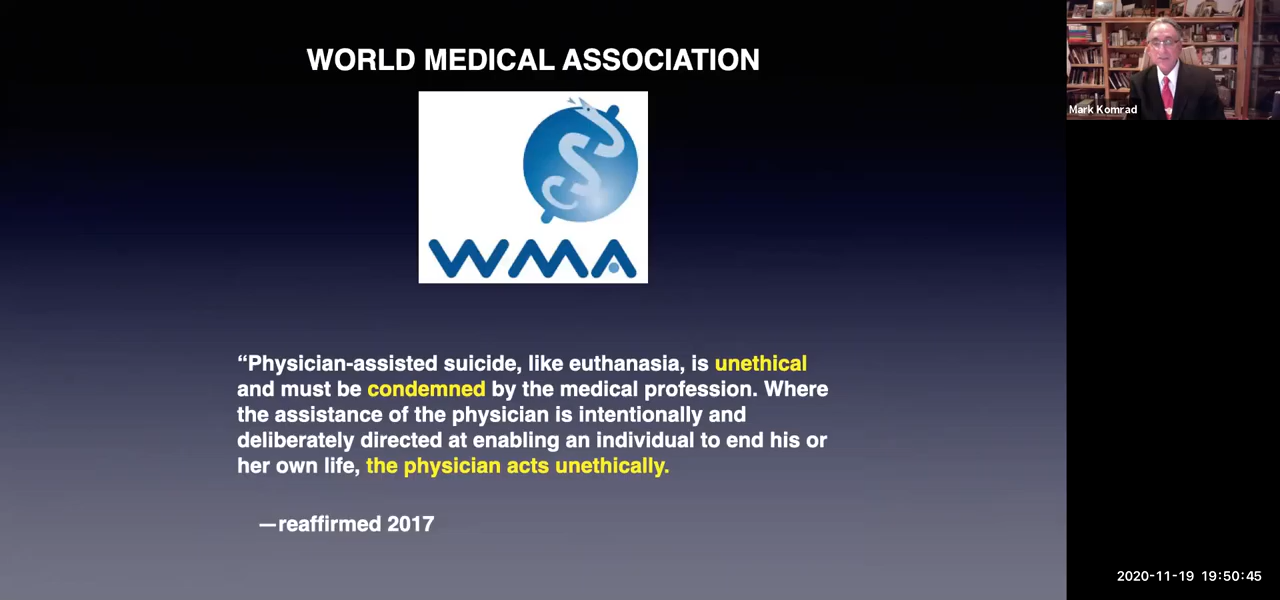 WORLD MEDICAL ASSOCIATION
WMA
“Physician-assisted suicide, like euthanasia, is unethical
and must be condemned by the medical profession. Where
the assistance of the physician is intentionally and
deliberately directed at enabling an individual to end his or
her own life, the physician acts unethically.
—reaffirmed 2017
Mark Komrad
2020-11-19 19:50:45